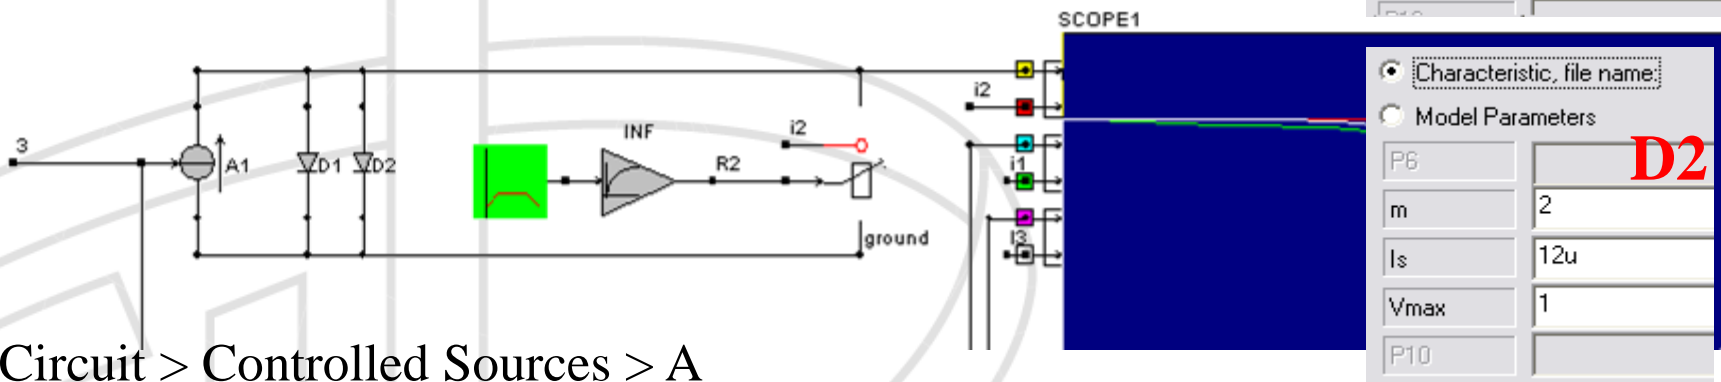 P10
SCOPE1
Characteristic, file name:
i2
Model Parameters
3
INF
i2
A1
D1
D2
R2
i1
P6
D2
m
2
I3
ground
Is
12u
Vmax
1
P10
Circuit > Controlled Sources > A